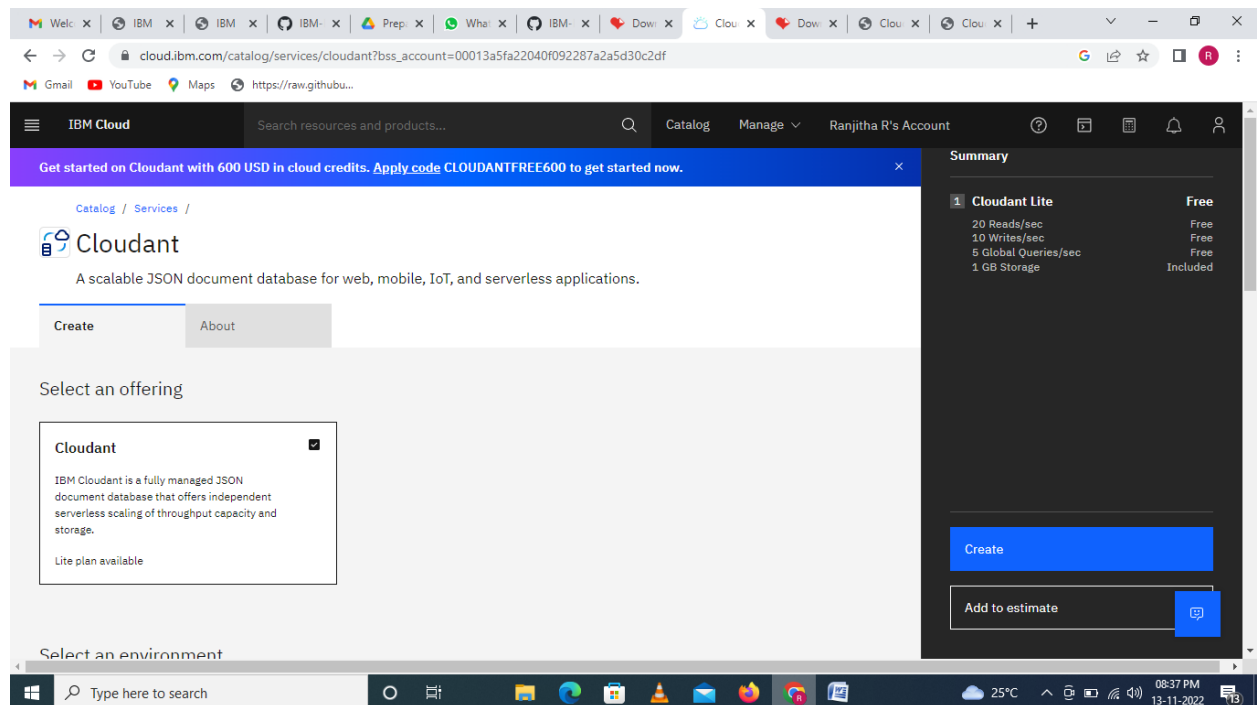 Welc
IBM
IBM
IBM-
Prep
What
IBM-
Dow
Clou
Dow
Clou
Clou
cloud.ibm.com/catalog/services/cloudant?bss_account=00013a5fa22040f092287a2a5d30c2df
G
R
Gmail
YouTube
Maps
https://raw.githubu...
IBM Cloud
Search resources and products...
Catalog
Manage
Ranjitha R's Account
Get started on Cloudant with 600 USD in cloud credits. Apply code CLOUDANTFREE600 to get started now.
Catalog / Services /
Cloudant
A scalable JSON document database for web, mobile, IoT, and serverless applications.
Create
About
Select an offering
Cloudant
IBM Cloudant is a fully managed JSON
document database that offers independent
serverless scaling of throughput capacity and
storage.
Lite plan available
Select an environment
Summary
1 Cloudant Lite Free
20 Reads/sec Free
10 Writes/sec Free
5 Global Queries/sec Free
1 GB Storage Included
Create
Add to estimate
Type here to search
25°C
08:37 PM
13-11-2022
13